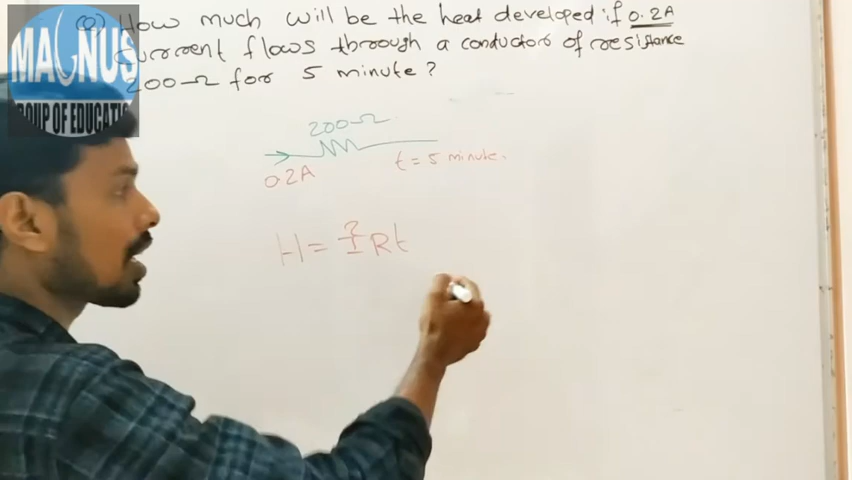 Q) How much will be the heat developed if 0.2A
current flows through a conductor of resistance
200Ω for 5 minute?
MAGNUS
GROUP OF EDUCATION
200Ω
0.2A
t = 5 minute.
H = I²Rt